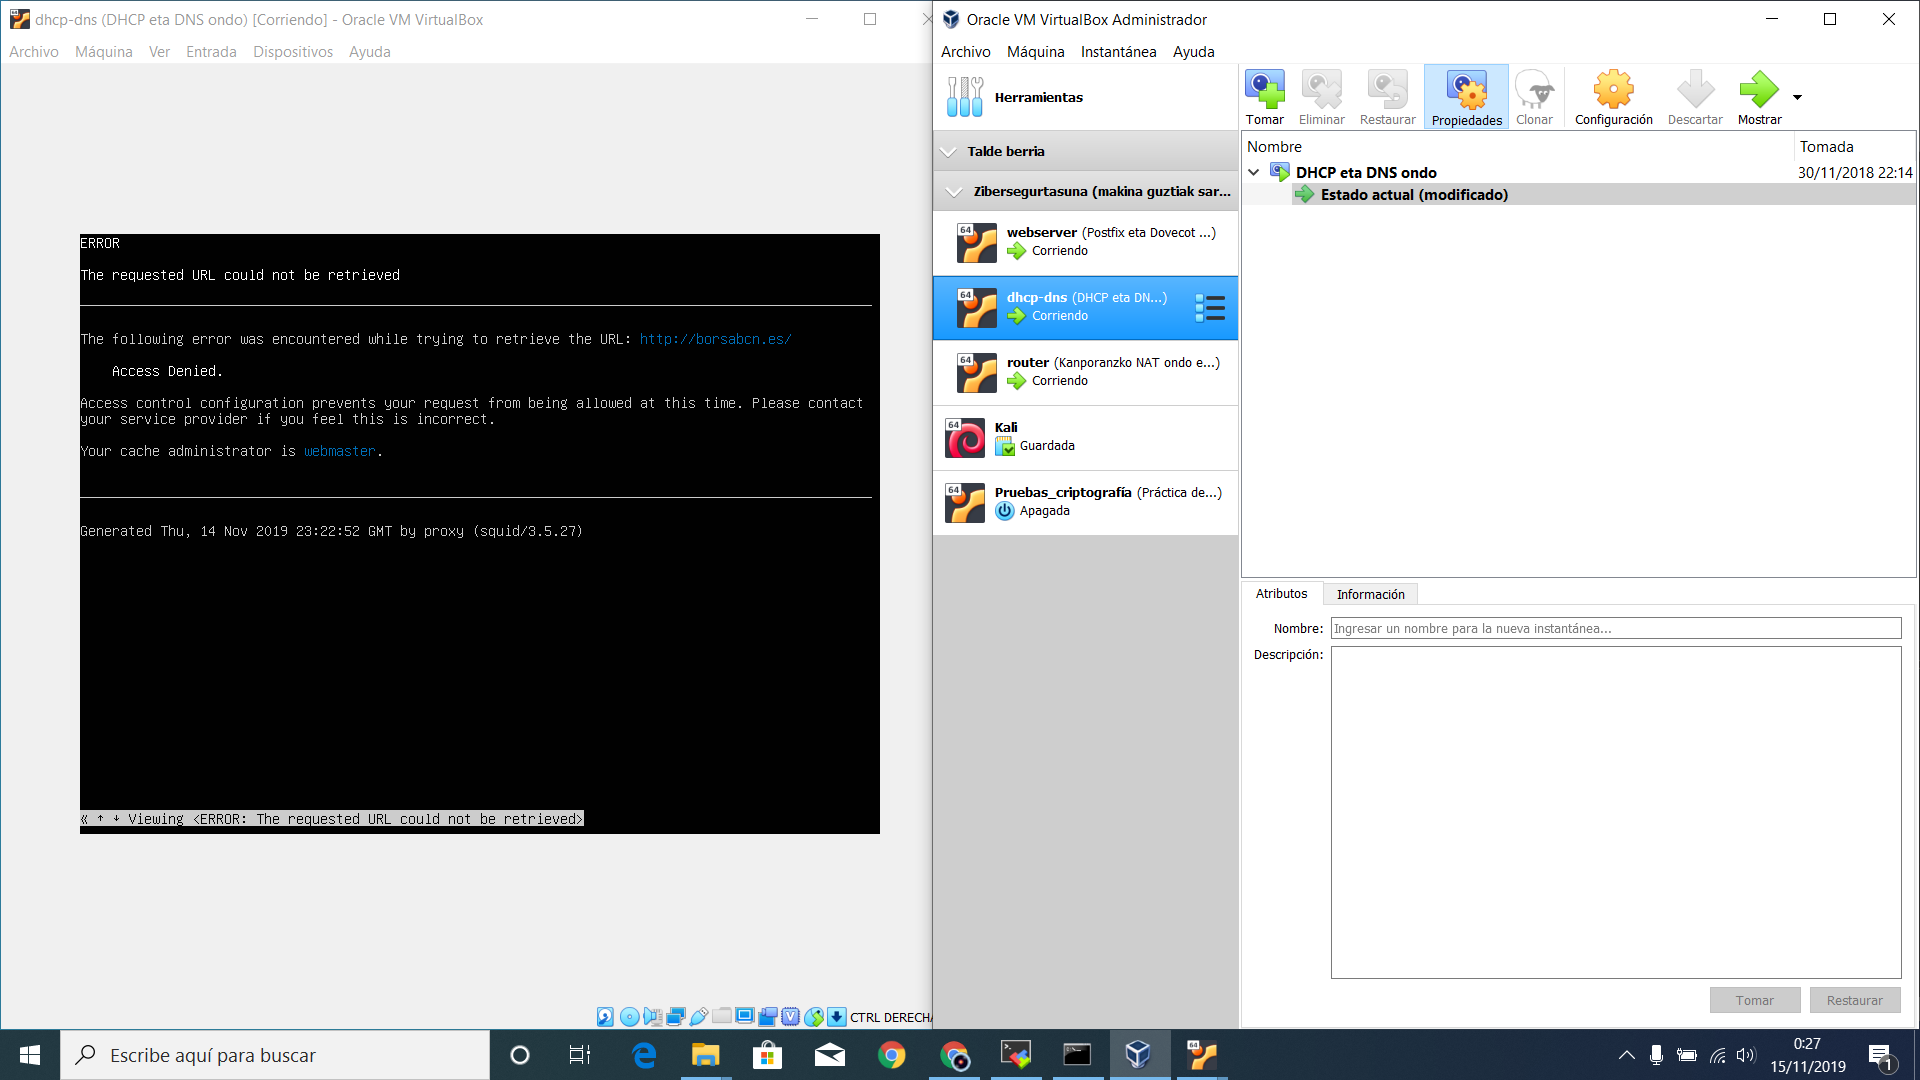 dhcp-dns (DHCP eta DNS ondo) [Corriendo] - Oracle VM VirtualBox
Archivo Máquina Ver Entrada Dispositivos Ayuda
ERROR
The requested URL could not be retrieved
The following error was encountered while trying to retrieve the URL: http://borsabcn.es/
Access Denied.
Access control configuration prevents your request from being allowed at this time. Please contact
your service provider if you feel this is incorrect.
Your cache administrator is webmaster.
Generated Thu, 14 Nov 2019 23:22:52 GMT by proxy (squid/3.5.27)
« ↑ ↓ Viewing <ERROR: The requested URL could not be retrieved>
CTRL DERECHA
Oracle VM VirtualBox Administrador
Archivo Máquina Instantánea Ayuda
Herramientas
Talde berria
Zibersegurtasuna (makina guztiak sar...
64
webserver (Postfix eta Dovecot ...)
Corriendo
64
dhcp-dns (DHCP eta DN...)
Corriendo
64
router (Kanporanzko NAT ondo e...)
Corriendo
64
Kali
Guardada
64
Pruebas_criptografía (Práctica de...)
Apagada
Tomar Eliminar Restaurar Propiedades Clonar Configuración Descartar Mostrar
Nombre Tomada
DHCP eta DNS ondo 30/11/2018 22:14
Estado actual (modificado)
Atributos Información
Nombre: Ingresar un nombre para la nueva instantánea...
Descripción:
Tomar Restaurar
Escribe aquí para buscar
64
0:27
15/11/2019
1